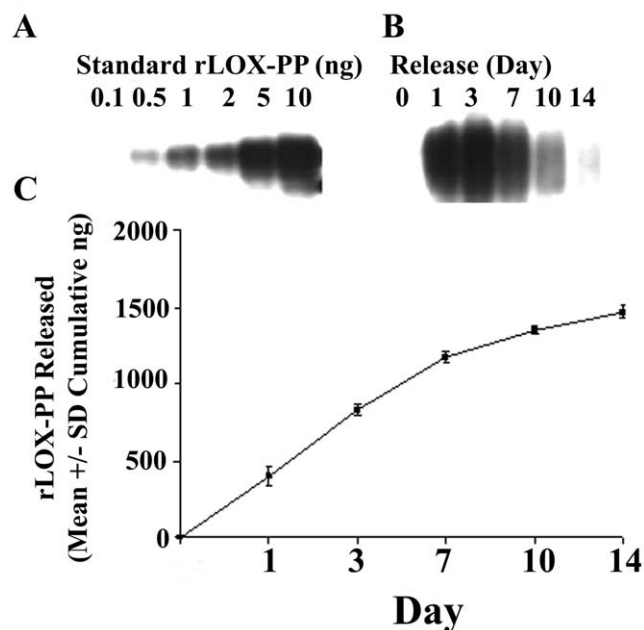 A
Standard rLOX-PP (ng)
0.1 0.5 1 2 5 10
B
Release (Day)
0 1 3 7 10 14
C
rLOX-PP Released
(Mean +/- SD Cumulative ng)
2000
1500
1000
500
0
1 3 7 10 14
Day